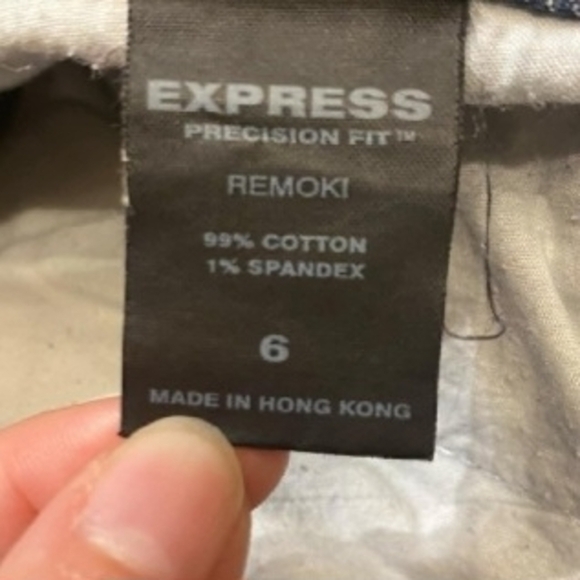 EXPRESS
PRECISION FIT™
REMOKI
99% COTTON
1% SPANDEX
6
MADE IN HONG KONG